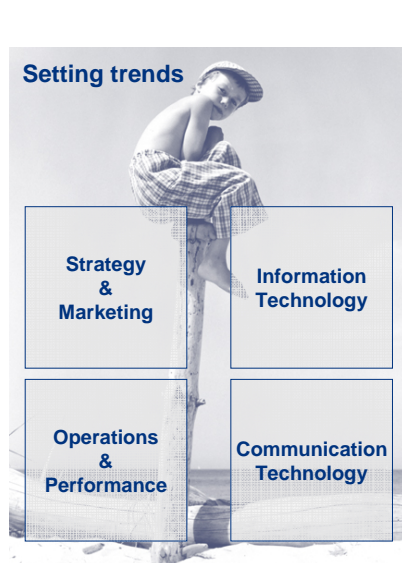 Setting trends
Strategy
&
Marketing
Information
Technology
Operations
&
Performance
Communication
Technology